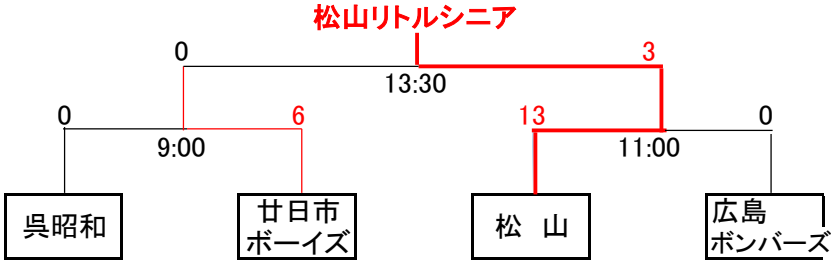 松山リトルシニア
0 3
13:30
0 6 13 0
9:00 11:00
呉昭和
廿日市
ボーイズ
松 山
広島
ボンバーズ